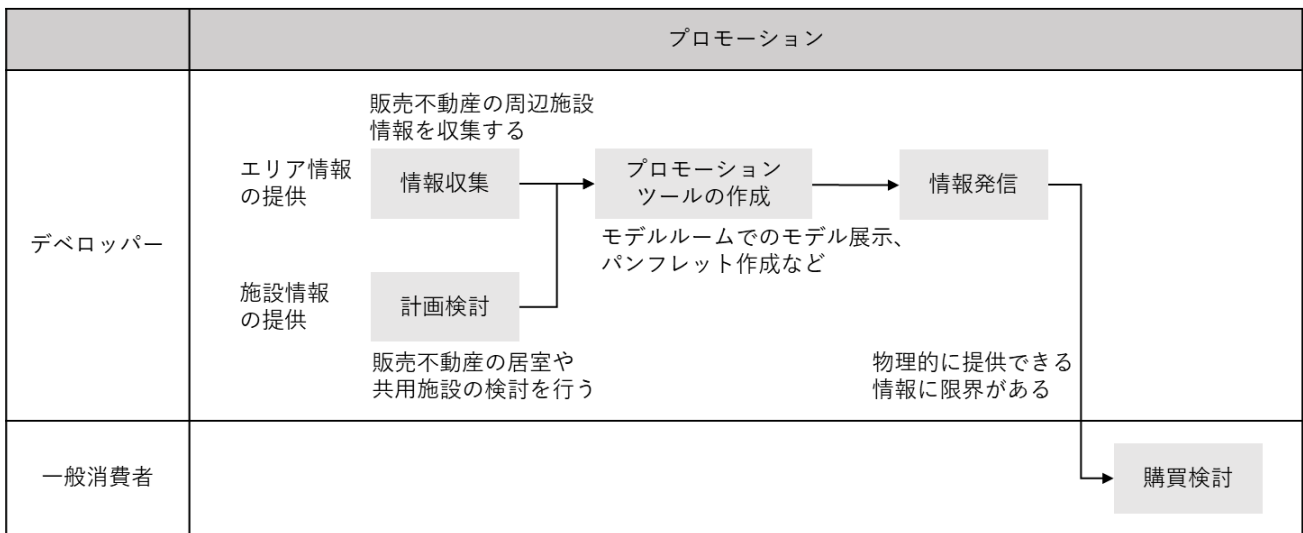 プロモーション
デベロッパー
販売不動産の周辺施設
情報を収集する
エリア情報
の提供
情報収集
プロモーション
ツールの作成
情報発信
モデルルームでのモデル展示、
パンフレット作成など
施設情報
の提供
計画検討
販売不動産の居室や
共用施設の検討を行う
物理的に提供できる
情報に限界がある
一般消費者
購買検討